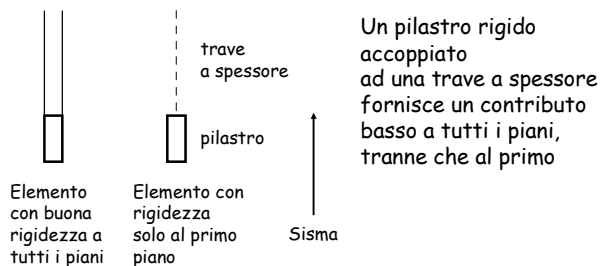 trave
a spessore
pilastro
Elemento
con buona
rigidezza a
tutti i piani
Elemento con
rigidezza
solo al primo
piano
Sisma
Un pilastro rigido
accoppiato
ad una trave a spessore
fornisce un contributo
basso a tutti i piani,
tranne che al primo